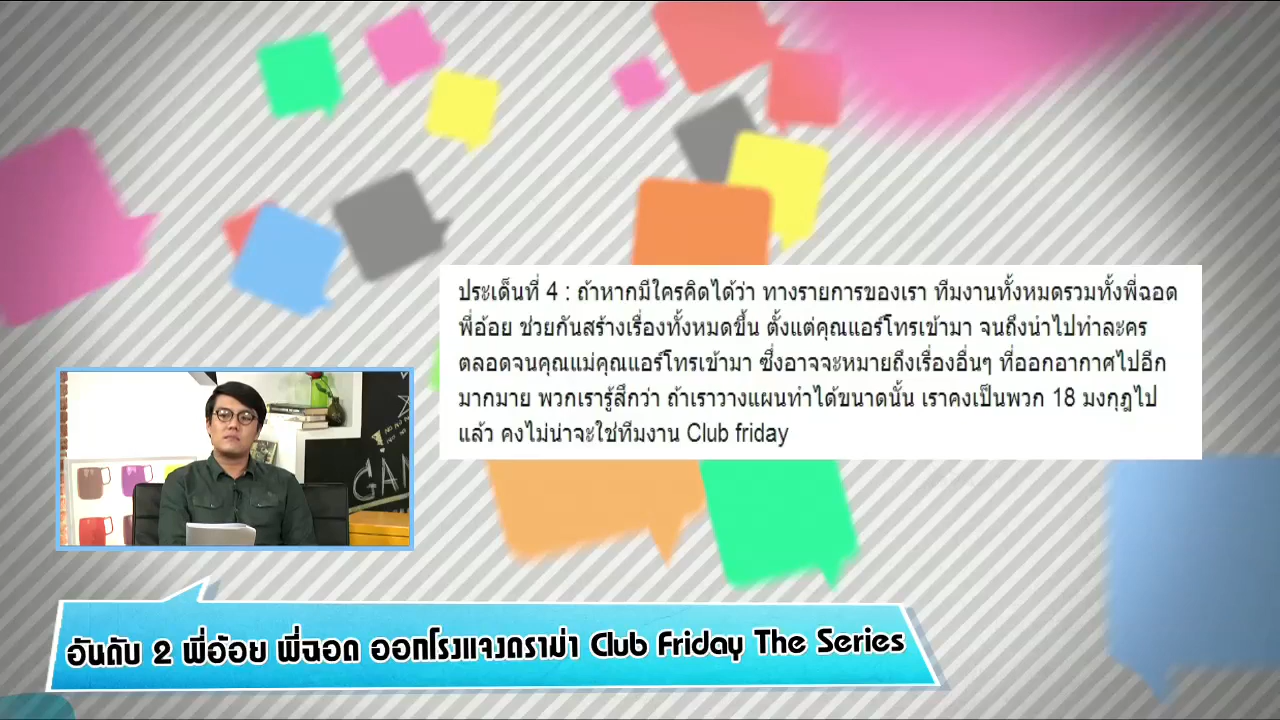 ประเด็นที่ 4 : ถ้าหากมีใครคิดได้ว่า ทางรายการของเรา ทีมงานทั้งหมดรวมทั้งพี่ฉอด
พี่อ้อย ช่วยกันสร้างเรื่องทั้งหมดขึ้น ตั้งแต่คุณแอร์โทรเข้ามา จนถึงนำไปทำละคร
ตลอดจนคุณแม่คุณแอร์โทรเข้ามา ซึ่งอาจจะหมายถึงเรื่องอื่นๆ ที่ออกอากาศไปอีก
มากมาย พวกเรารู้สึกว่า ถ้าเราวางแผนทำได้ขนาดนั้น เราคงเป็นพวก 18 มงกุฎไป
แล้ว คงไม่น่าจะใช่ทีมงาน Club friday
อันดับ 2 พี่อ้อย พี่ฉอด ออกโรงแจงดราม่า Club Friday The Series